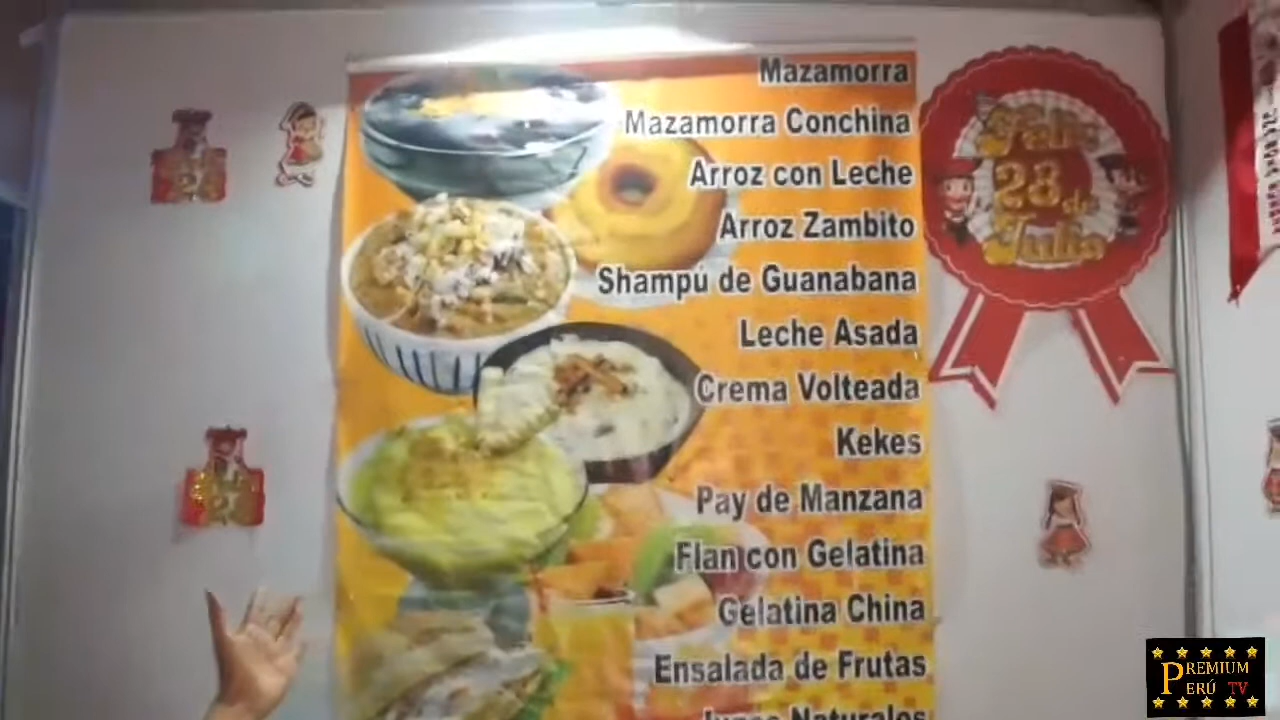 Mazamorra
Mazamorra Conchina
Arroz con Leche
Arroz Zambito
Shampú de Guanabana
Leche Asada
Crema Volteada
Kekes
Pay de Manzana
Flan con Gelatina
Gelatina China
Ensalada de Frutas
Jugos Naturales
Feliz
28 de
Julio
PREMIUM
PERÚ TV